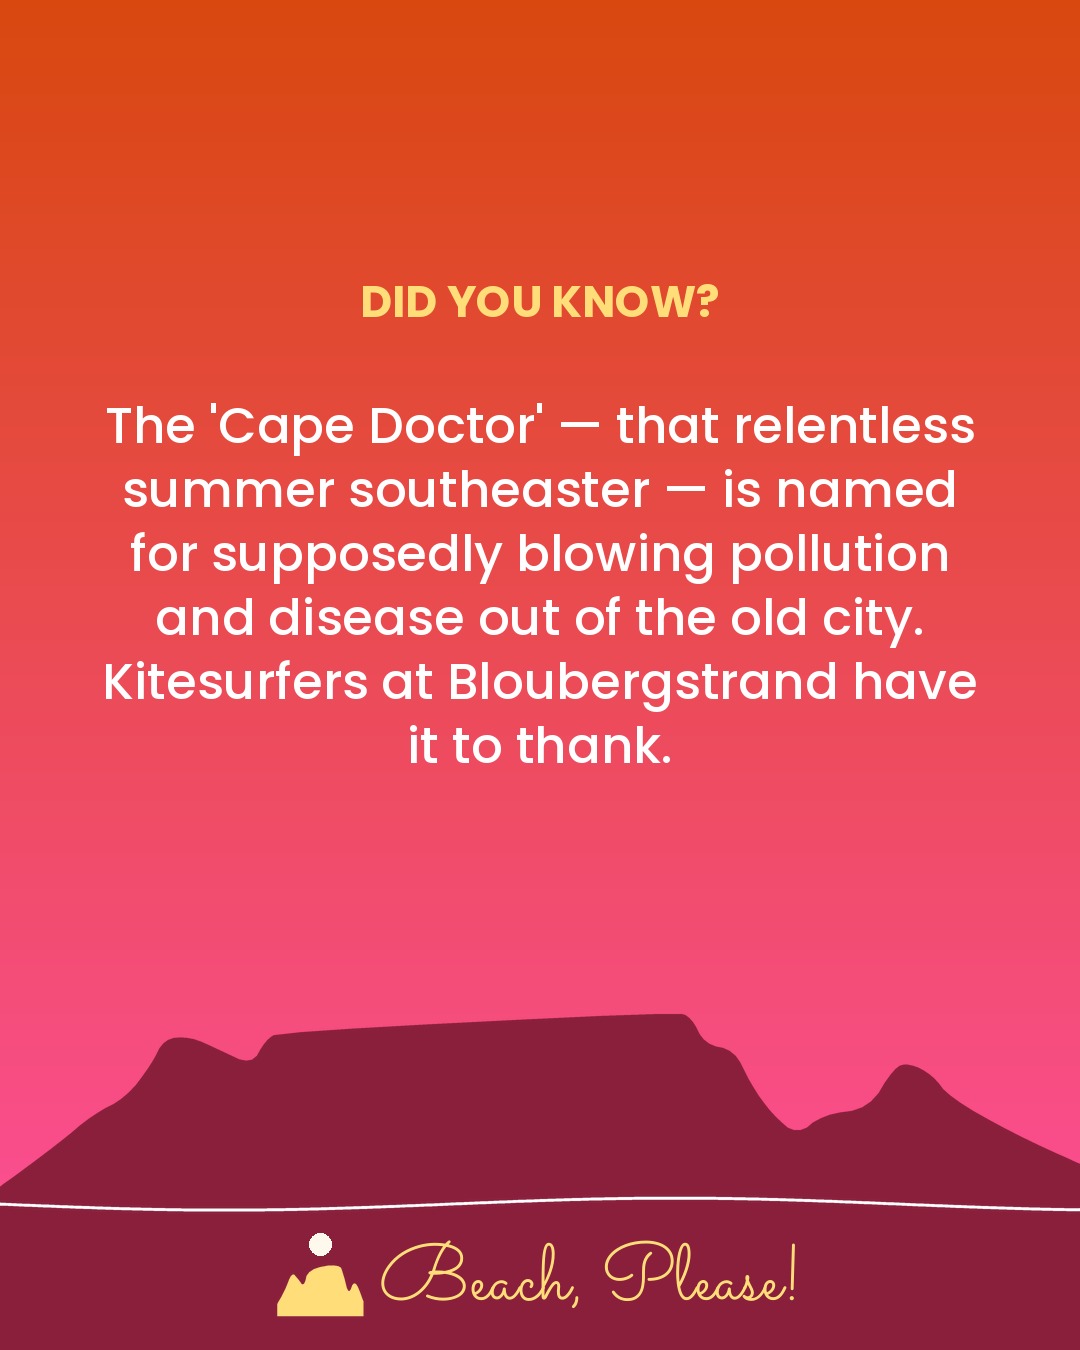 DID YOU KNOW?
The 'Cape Doctor' — that relentless
summer southeaster — is named
for supposedly blowing pollution
and disease out of the old city.
Kitesurfers at Bloubergstrand have
it to thank.
Beach, Please!